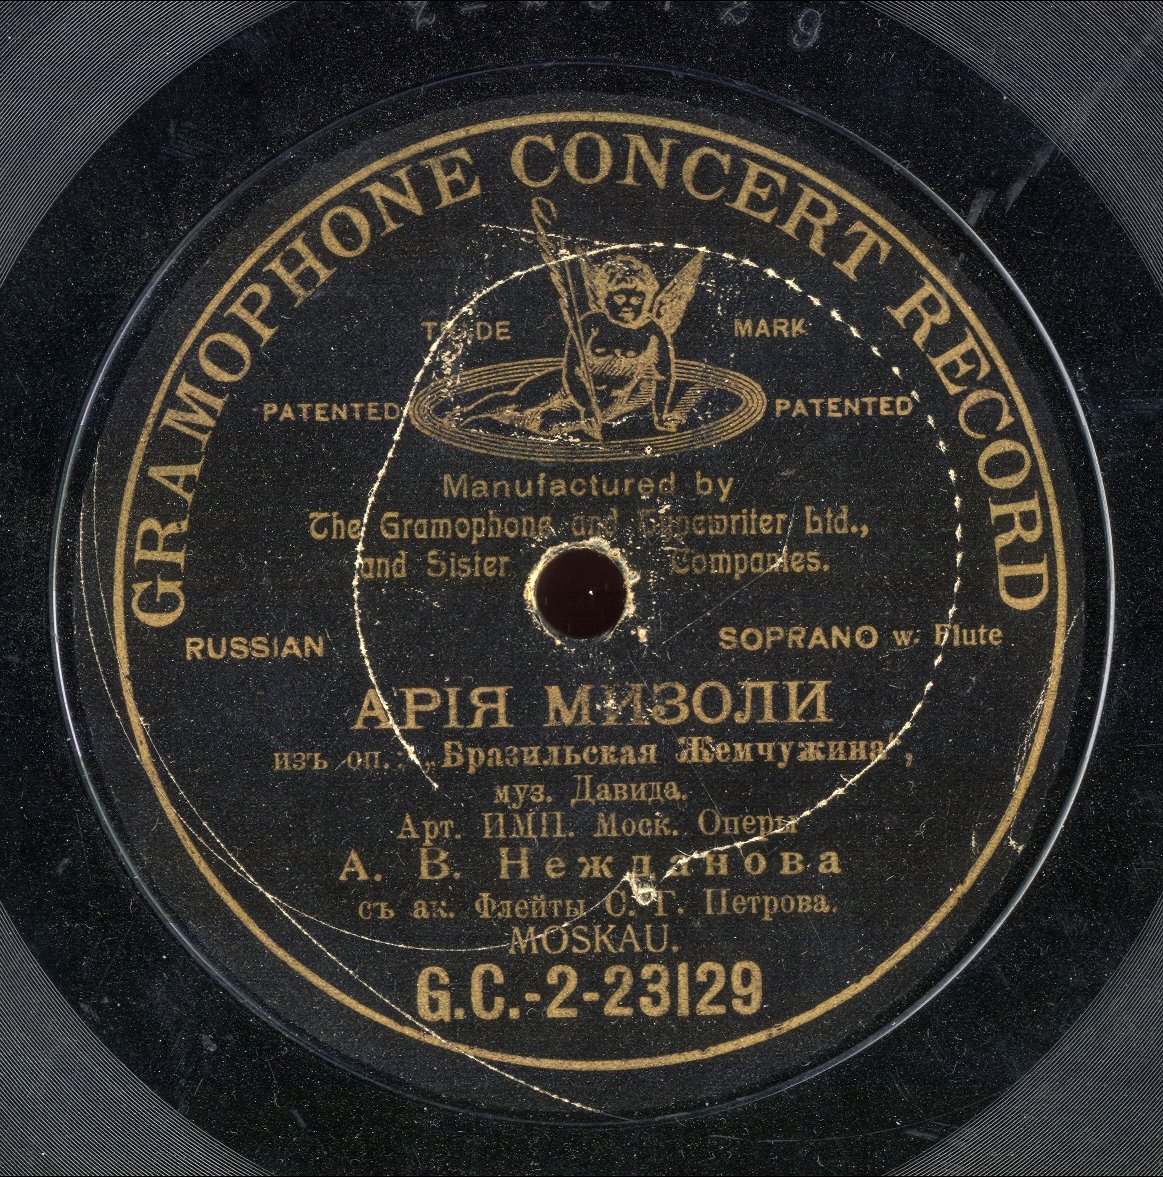 2-23129
GRAMOPHONE CONCERT RECORD
TRADE MARK
PATENTED PATENTED
Manufactured by
The Gramophone and Typewriter Ltd.,
and Sister Companies.
RUSSIAN SOPRANO w. Flute
АРІЯ МИЗОЛИ
изъ оп.: „Бразильская Жемчужина“,
муз. Давида.
Арт. ИМП. Моск. Оперы
А. В. Нежданова
съ ак. Флейты С. Г. Петрова.
MOSKAU.
G.C.-2-23129